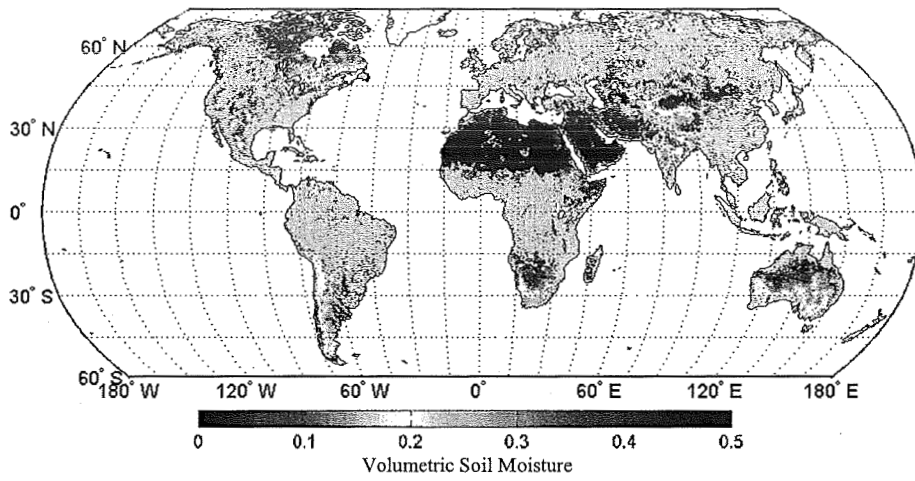 60° N
30° N
0°
30° S
60° S
180° W 120° W 60° W 0° 60° E 120° E 180° E
0 0.1 0.2 0.3 0.4 0.5
Volumetric Soil Moisture